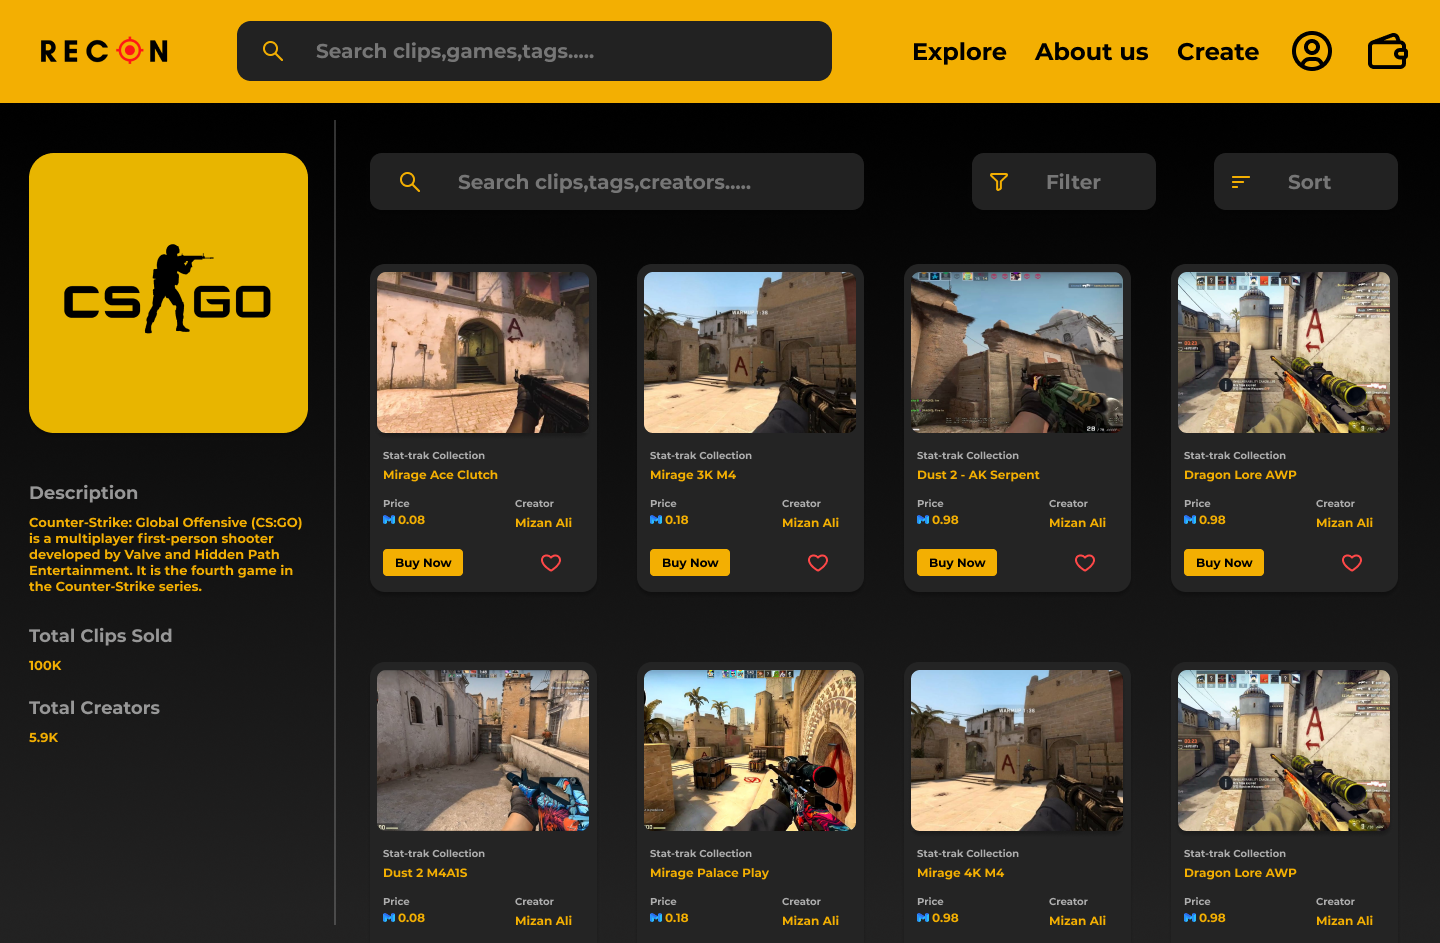 RECON
Search clips,games,tags.....
Explore
About us
Create
CS GO
Description
Counter-Strike: Global Offensive (CS:GO)
is a multiplayer first-person shooter
developed by Valve and Hidden Path
Entertainment. It is the fourth game in
the Counter-Strike series.
Total Clips Sold
100K
Total Creators
5.9K
Search clips,tags,creators.....
Filter
Sort
A
WARMUP 1:36
A
A
Stat-trak Collection
Mirage Ace Clutch
Price
Creator
0.08
Mizan Ali
Buy Now
Stat-trak Collection
Mirage 3K M4
Price
Creator
0.18
Mizan Ali
Buy Now
Stat-trak Collection
Dust 2 - AK Serpent
Price
Creator
0.98
Mizan Ali
Buy Now
Stat-trak Collection
Dragon Lore AWP
Price
Creator
0.98
Mizan Ali
Buy Now
WARMUP 1:36
A
A
Stat-trak Collection
Dust 2 M4A1S
Price
Creator
0.08
Mizan Ali
Stat-trak Collection
Mirage Palace Play
Price
Creator
0.18
Mizan Ali
Stat-trak Collection
Mirage 4K M4
Price
Creator
0.98
Mizan Ali
Stat-trak Collection
Dragon Lore AWP
Price
Creator
0.98
Mizan Ali